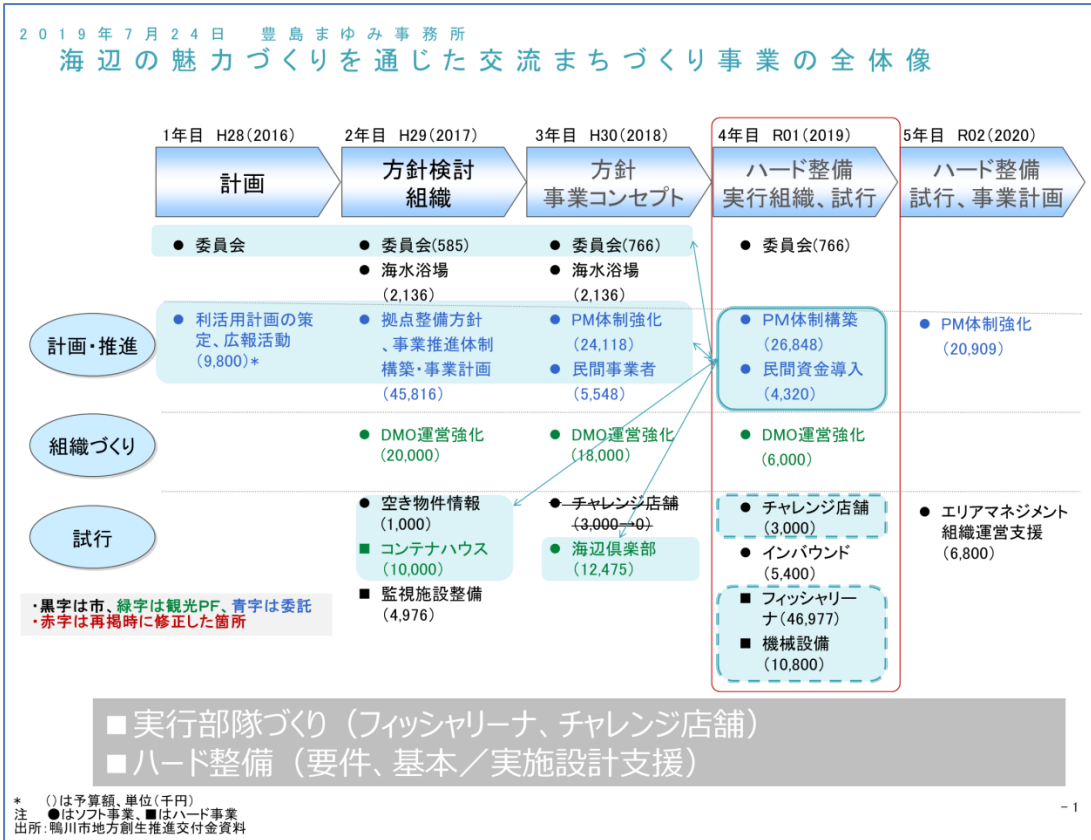 2019年7月24日　豊島まゆみ事務所
海辺の魅力づくりを通じた交流まちづくり事業の全体像
1年目 H28(2016)
2年目 H29(2017)
3年目 H30(2018)
4年目 R01(2019)
5年目 R02(2020)
計画
方針検討
組織
方針
事業コンセプト
ハード整備
実行組織、試行
ハード整備
試行、事業計画
● 委員会
● 委員会(585)
● 海水浴場
(2,136)
● 委員会(766)
● 海水浴場
(2,136)
● 委員会(766)
計画・推進
● 利活用計画の策
定、広報活動
(9,800)*
● 拠点整備方針
、事業推進体制
構築・事業計画
(45,816)
● PM体制強化
(24,118)
● 民間事業者
(5,548)
● PM体制構築
(26,848)
● 民間資金導入
(4,320)
● PM体制強化
(20,909)
組織づくり
● DMO運営強化
(20,000)
● DMO運営強化
(18,000)
● DMO運営強化
(6,000)
試行
● 空き物件情報
(1,000)
■ コンテナハウス
(10,000)
■ 監視施設整備
(4,976)
● チャレンジ店舗
(3,000→0)
● 海辺倶楽部
(12,475)
● チャレンジ店舗
(3,000)
● インバウンド
(5,400)
■ フィッシャリー
ナ(46,977)
■ 機械設備
(10,800)
● エリアマネジメント
組織運営支援
(6,800)
・黒字は市、緑字は観光PF、青字は委託
・赤字は再掲時に修正した箇所
■実行部隊づくり（フィッシャリーナ、チャレンジ店舗）
■ハード整備（要件、基本／実施設計支援）
* ()は予算額、単位(千円)
注 ●はソフト事業、■はハード事業
出所：鴨川市地方創生推進交付金資料
- 1